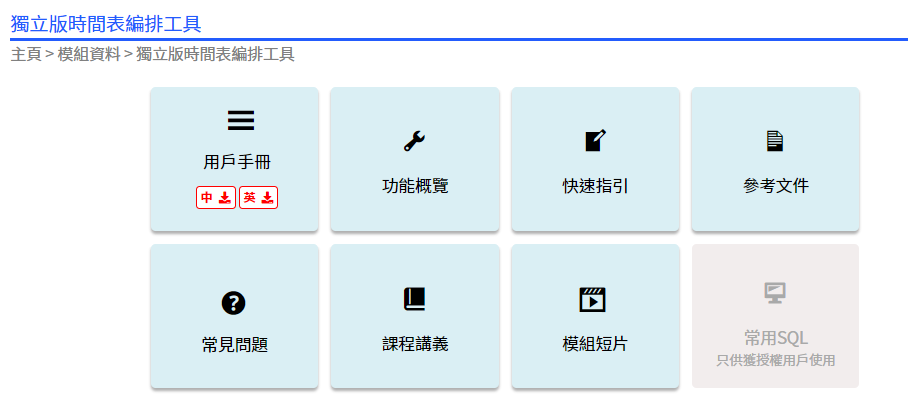 獨立版時間表編排工具
主頁 > 模組資料 > 獨立版時間表編排工具
用戶手冊
中 英
功能概覽
快速指引
參考文件
常見問題
課程講義
模組短片
常用SQL
只供獲授權用戶使用